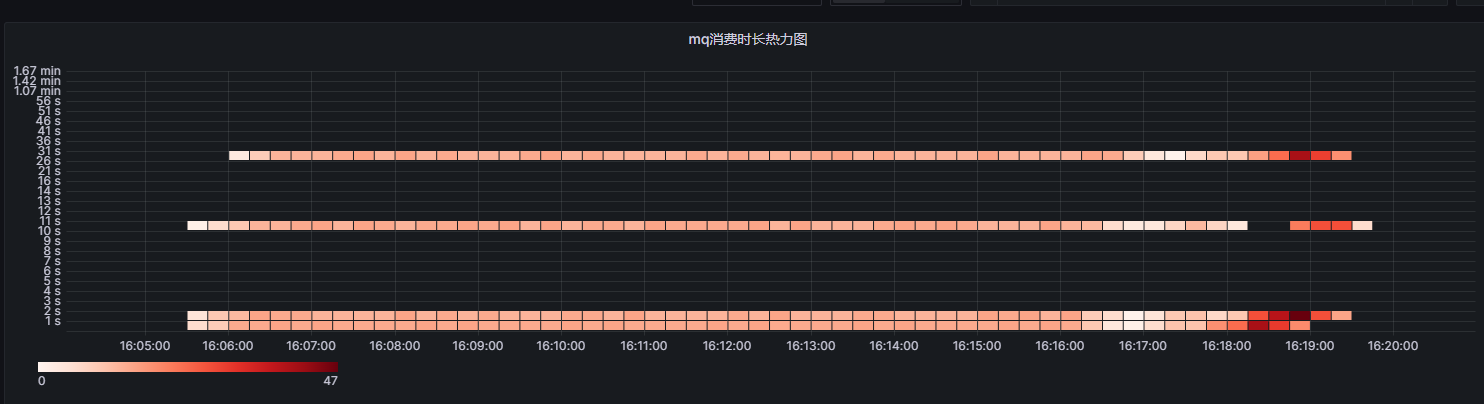 mq消费时长热力图
1.67 min
1.42 min
1.07 min
56 s
51 s
46 s
41 s
36 s
31 s
26 s
21 s
16 s
14 s
13 s
12 s
11 s
10 s
9 s
8 s
7 s
6 s
5 s
4 s
3 s
2 s
1 s
16:05:00 16:06:00 16:07:00 16:08:00 16:09:00 16:10:00 16:11:00 16:12:00 16:13:00 16:14:00 16:15:00 16:16:00 16:17:00 16:18:00 16:19:00 16:20:00
0 47